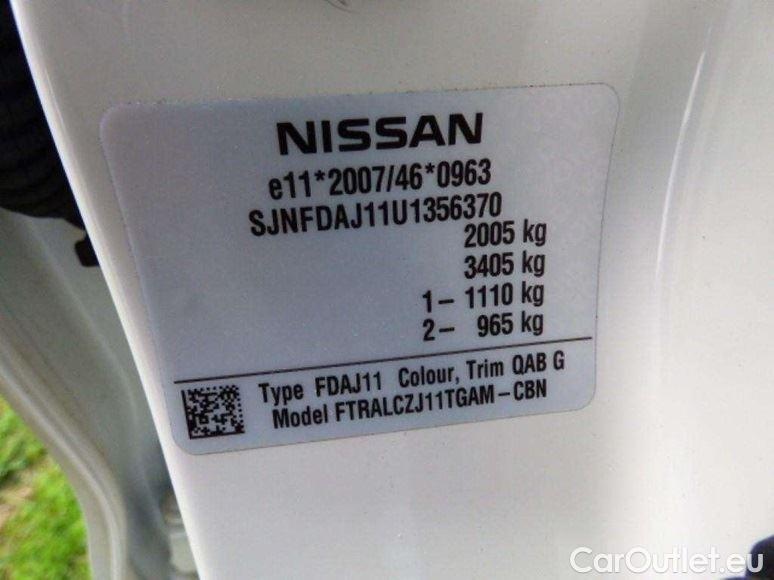 NISSAN
e11*2007/46*0963
SJNFDAJ11U1356370
2005 kg
3405 kg
1– 1110 kg
2– 965 kg
Type FDAJ11 Colour, Trim QAB G
Model FTRALCZJ11TGAM–CBN
CarOutlet.eu